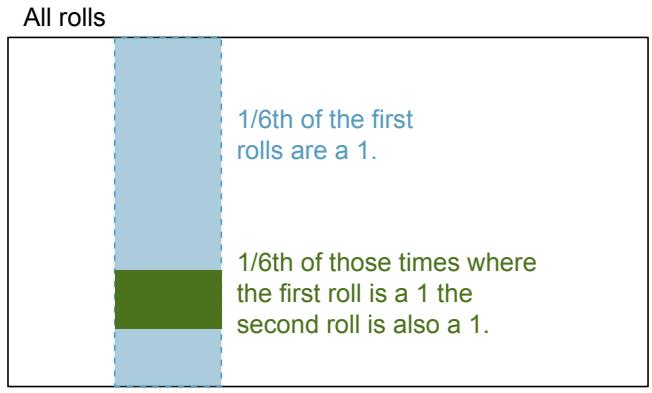 All rolls
1/6th of the first
rolls are a 1.
1/6th of those times where
the first roll is a 1 the
second roll is also a 1.